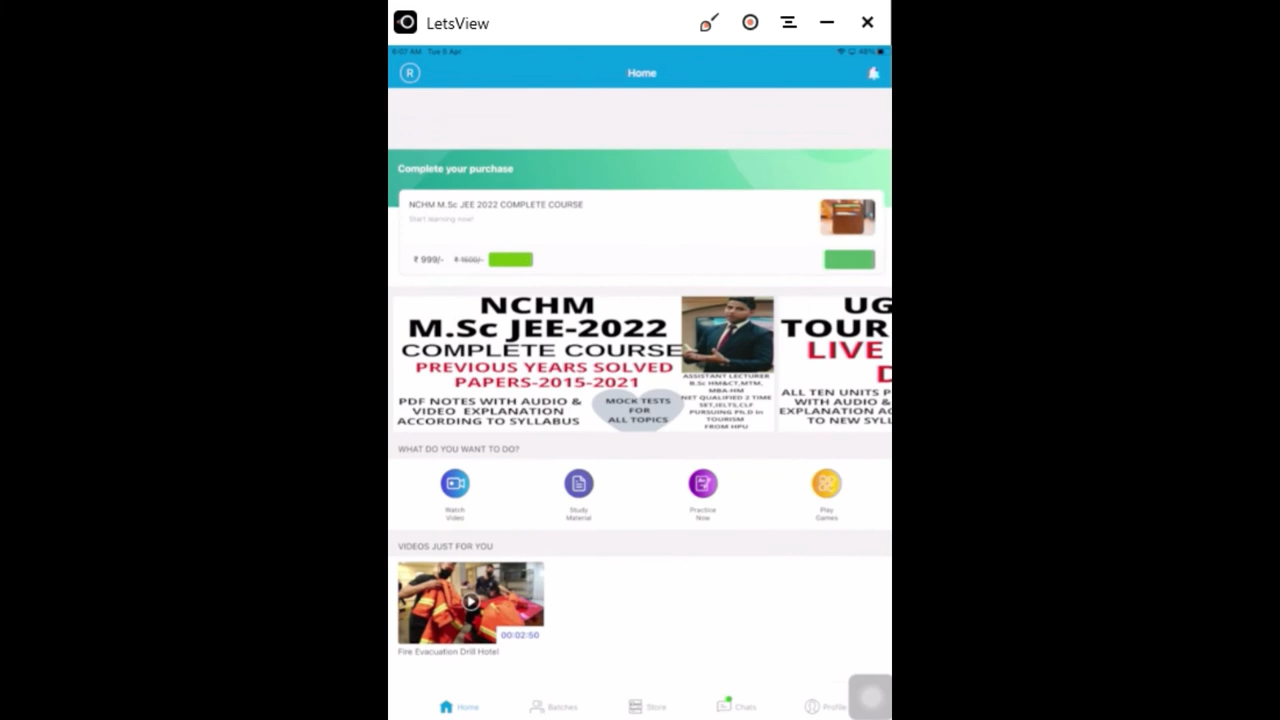 LetsView
6:07 AM Tue 5 Apr
48%
R
Home
Complete your purchase
NCHM M.Sc JEE 2022 COMPLETE COURSE
Start learning now!
₹ 999/- ₹ 1500/-
NCHM
M.Sc JEE-2022
COMPLETE COURSE
PREVIOUS YEARS SOLVED
PAPERS-2015-2021
PDF NOTES WITH AUDIO &
VIDEO EXPLANATION
ACCORDING TO SYLLABUS
MOCK TESTS
FOR
ALL TOPICS
ASSISTANT LECTURER
B.Sc HM&CT,MTM,
MBA-HM
NET QUALIFIED 2 TIME
SET,IELTS,CLF
PURSUING Ph.D in
TOURISM
FROM HPU
UG
TOUR
LIVE
D
ALL TEN UNITS P
WITH AUDIO &
EXPLANATION AC
TO NEW SYLL
WHAT DO YOU WANT TO DO?
Watch
Video
Study
Material
Practice
Now
Play
Games
VIDEOS JUST FOR YOU
00:02:50
Fire Evacuation Drill Hotel
Home Batches Store Chats Profile